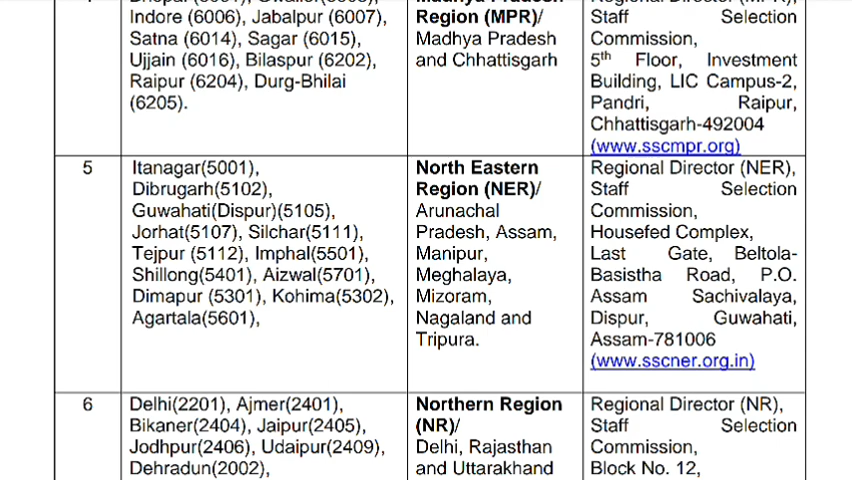 Madhya Pradesh
Regional Director (MPR),
Indore (6006), Jabalpur (6007),
Satna (6014), Sagar (6015),
Ujjain (6016), Bilaspur (6202),
Raipur (6204), Durg-Bhilai
(6205).
Region (MPR)/
Madhya Pradesh
and Chhattisgarh
Staff Selection
Commission,
5th Floor, Investment
Building, LIC Campus-2,
Pandri, Raipur,
Chhattisgarh-492004
(www.sscmpr.org)
5
Itanagar(5001),
Dibrugarh(5102),
Guwahati(Dispur)(5105),
Jorhat(5107), Silchar(5111),
Tejpur (5112), Imphal(5501),
Shillong(5401), Aizwal(5701),
Dimapur (5301), Kohima(5302),
Agartala(5601),
North Eastern
Region (NER)/
Arunachal
Pradesh, Assam,
Manipur,
Meghalaya,
Mizoram,
Nagaland and
Tripura.
Regional Director (NER),
Staff Selection
Commission,
Housefed Complex,
Last Gate, Beltola-
Basistha Road, P.O.
Assam Sachivalaya,
Dispur, Guwahati,
Assam-781006
(www.sscner.org.in)
6
Delhi(2201), Ajmer(2401),
Bikaner(2404), Jaipur(2405),
Jodhpur(2406), Udaipur(2409),
Dehradun(2002),
Northern Region
(NR)/
Delhi, Rajasthan
and Uttarakhand
Regional Director (NR),
Staff Selection
Commission,
Block No. 12,